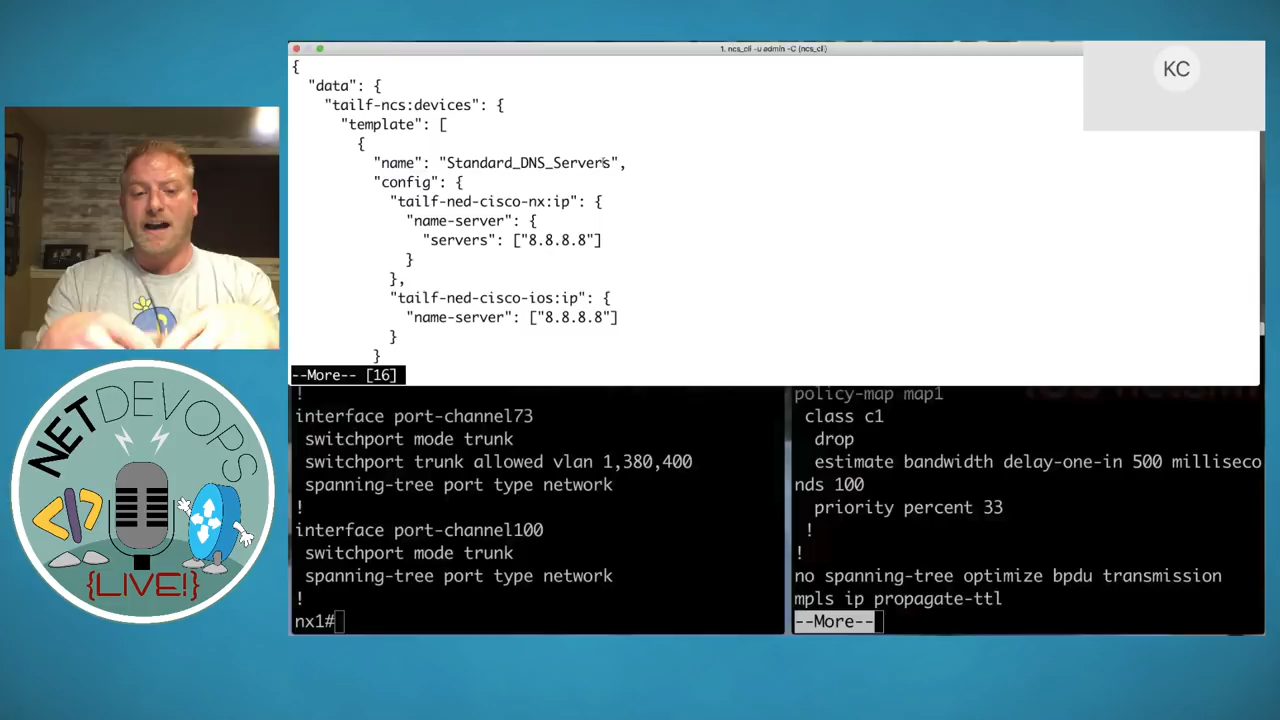 1. ncs_cli -u admin -C (ncs_cli)
{
"data": {
"tailf-ncs:devices": {
"template": [
{
"name": "Standard_DNS_Servers",
"config": {
"tailf-ned-cisco-nx:ip": {
"name-server": {
"servers": ["8.8.8.8"]
}
},
"tailf-ned-cisco-ios:ip": {
"name-server": ["8.8.8.8"]
}
}
--More-- [16]
KC
!
interface port-channel73
switchport mode trunk
switchport trunk allowed vlan 1,380,400
spanning-tree port type network
!
interface port-channel100
switchport mode trunk
spanning-tree port type network
!
nx1#
policy-map map1
class c1
drop
estimate bandwidth delay-one-in 500 milliseco
nds 100
priority percent 33
!
!
no spanning-tree optimize bpdu transmission
mpls ip propagate-ttl
--More--
NETDEVOPS
</>
{LIVE!}